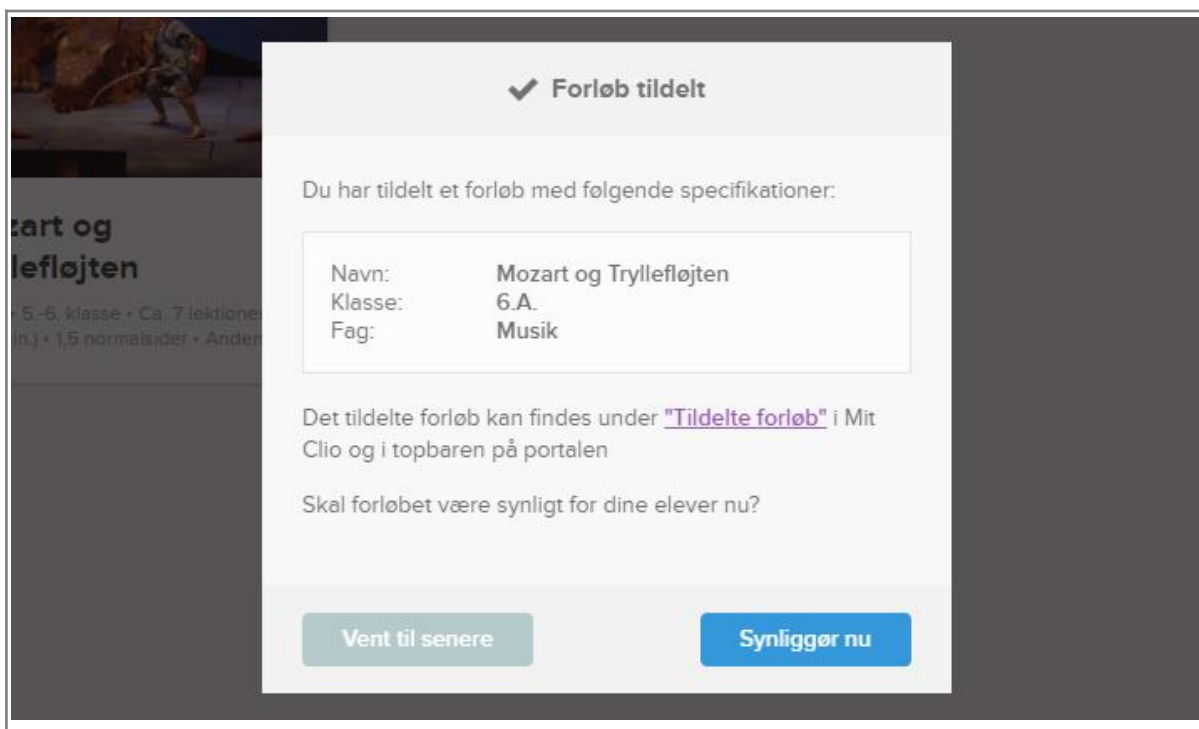 ✔ Forløb tildelt
Du har tildelt et forløb med følgende specifikationer:
Navn: Mozart og Tryllefløjten
Klasse: 6.A.
Fag: Musik
Det tildelte forløb kan findes under "Tildelte forløb" i Mit
Clio og i topbaren på portalen
Skal forløbet være synligt for dine elever nu?
Vent til senere Synliggør nu
zart og
lefløjten
• 5.-6. klasse • Ca. 7 lektione
in.) • 1,5 normalsider • Ander